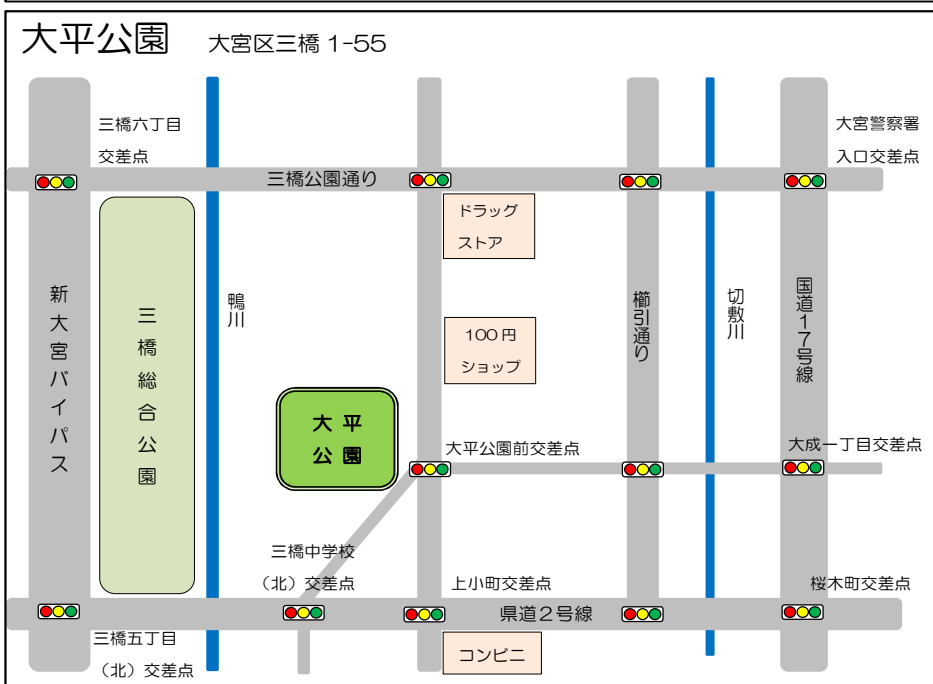 大平公園 大宮区三橋 1-55
三橋六丁目
交差点
大宮警察署
入口交差点
三橋公園通り
ドラッグ
ストア
新大宮バイパス
三橋総合公園
鴨川
100円
ショップ
櫛引通り
切敷川
国道17号線
大平
公園
大平公園前交差点
大成一丁目交差点
三橋中学校
(北)交差点
上小町交差点
桜木町交差点
県道2号線
三橋五丁目
(北)交差点
コンビニ